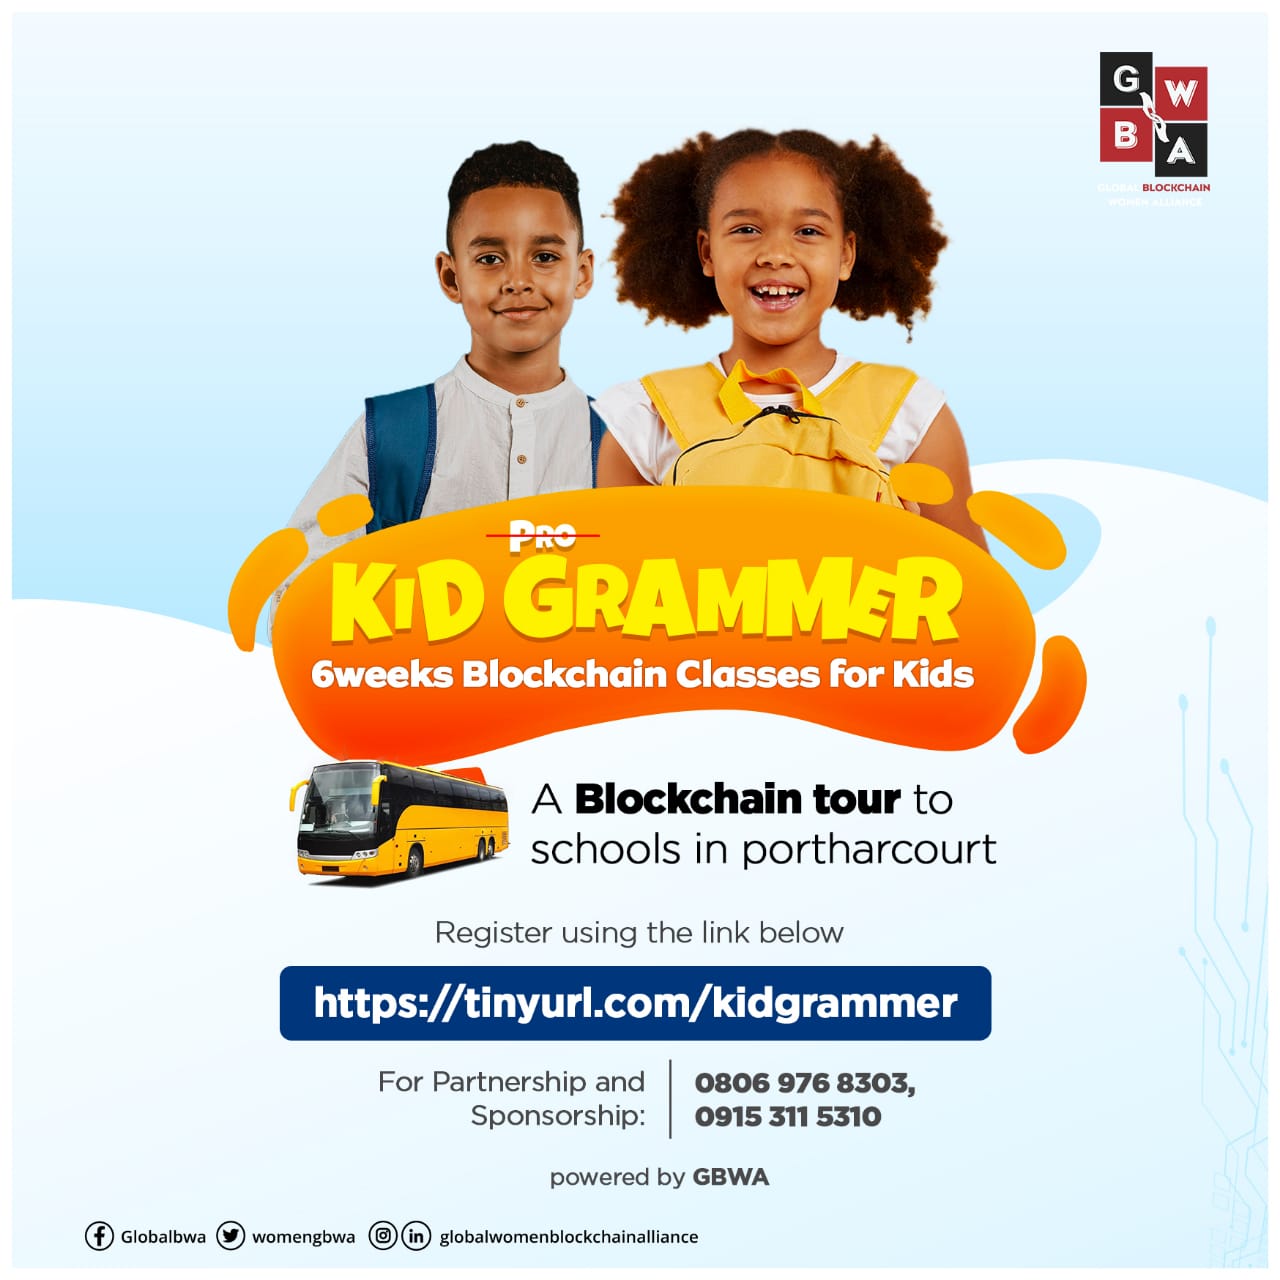 G W
B A
GLOBAL BLOCKCHAIN
WOMEN ALLIANCE
PRO
KID GRAMMER
6weeks Blockchain Classes for Kids
A Blockchain tour to
schools in portharcourt
Register using the link below
https://tinyurl.com/kidgrammer
For Partnership and
Sponsorship:
0806 976 8303,
0915 311 5310
powered by GBWA
Globalbwa womengbwa in globalwomenblockchainalliance